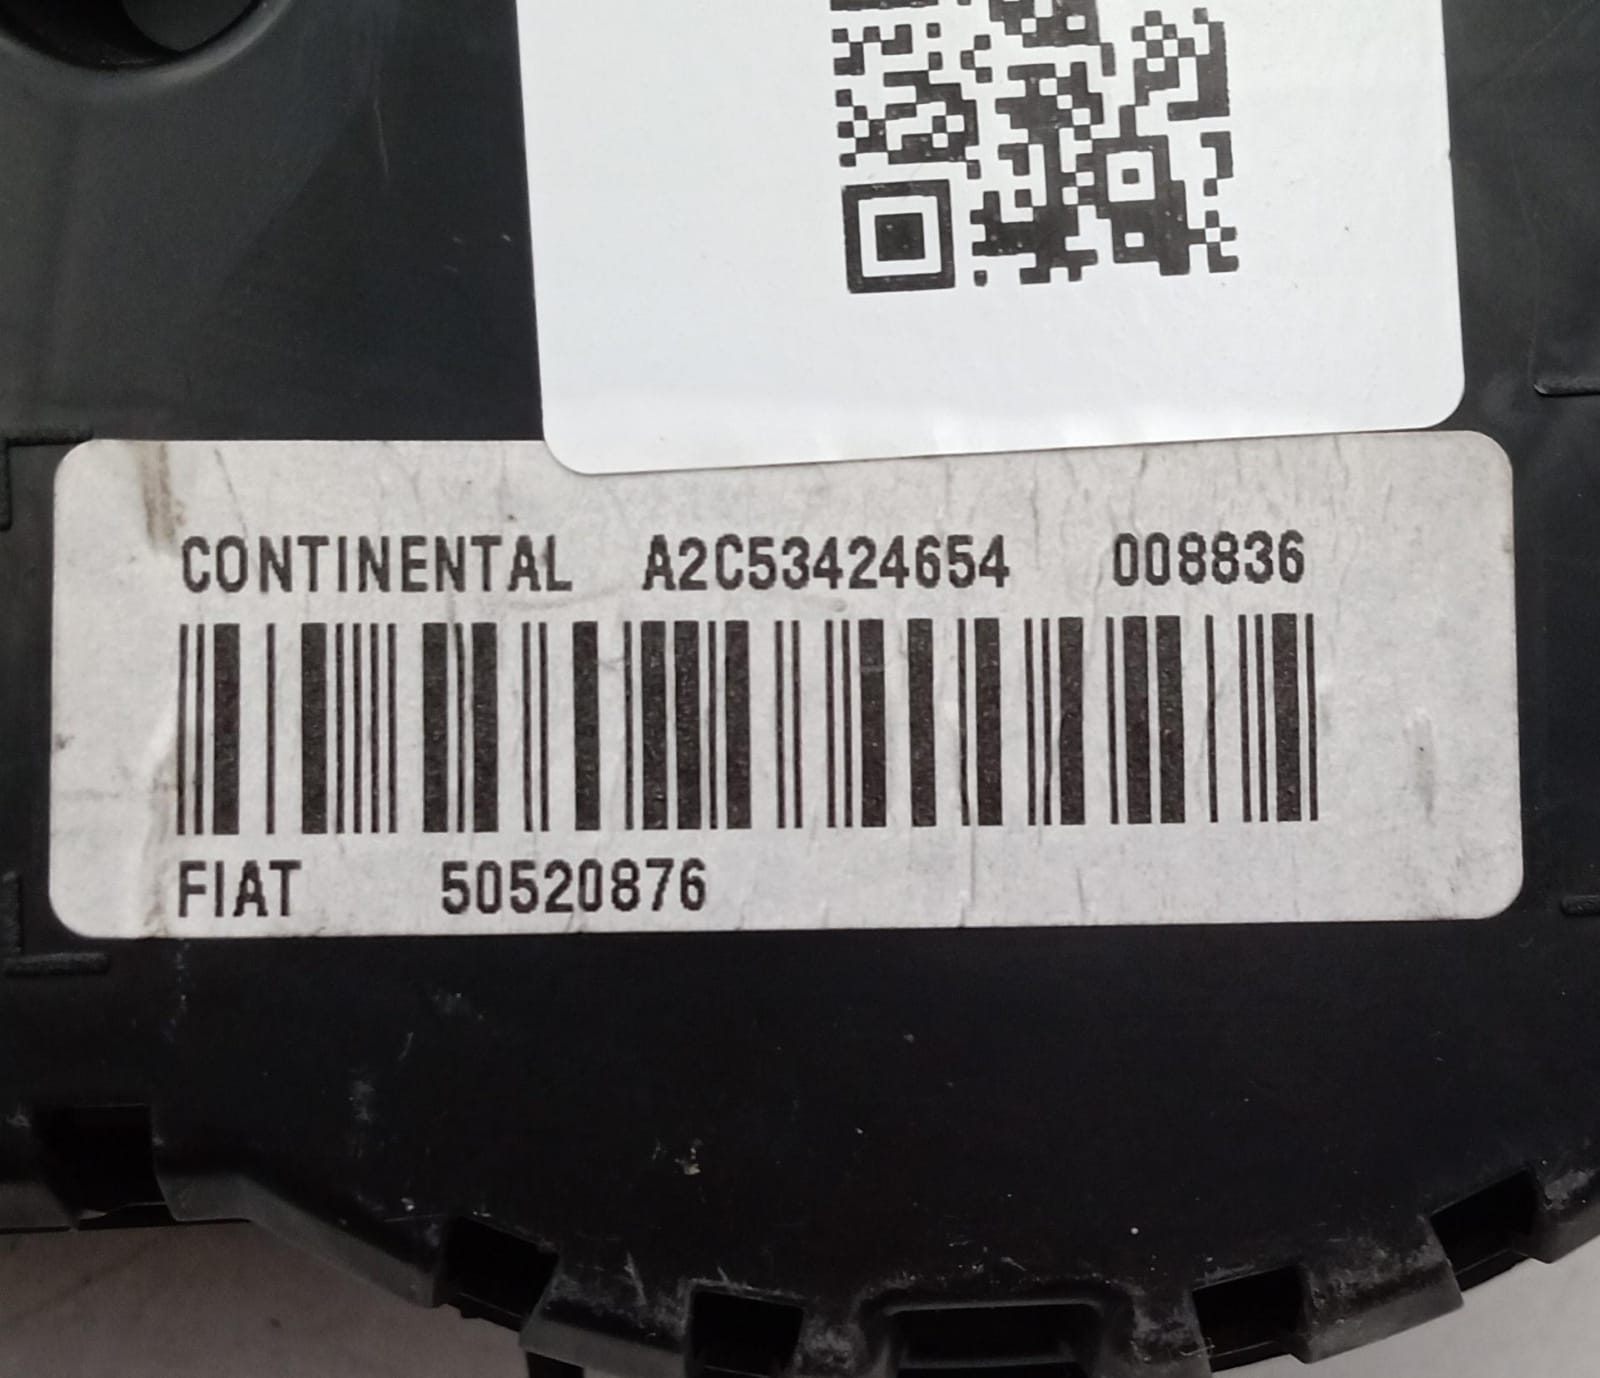 CONTINENTAL A2C53424654 008836
FIAT 50520876